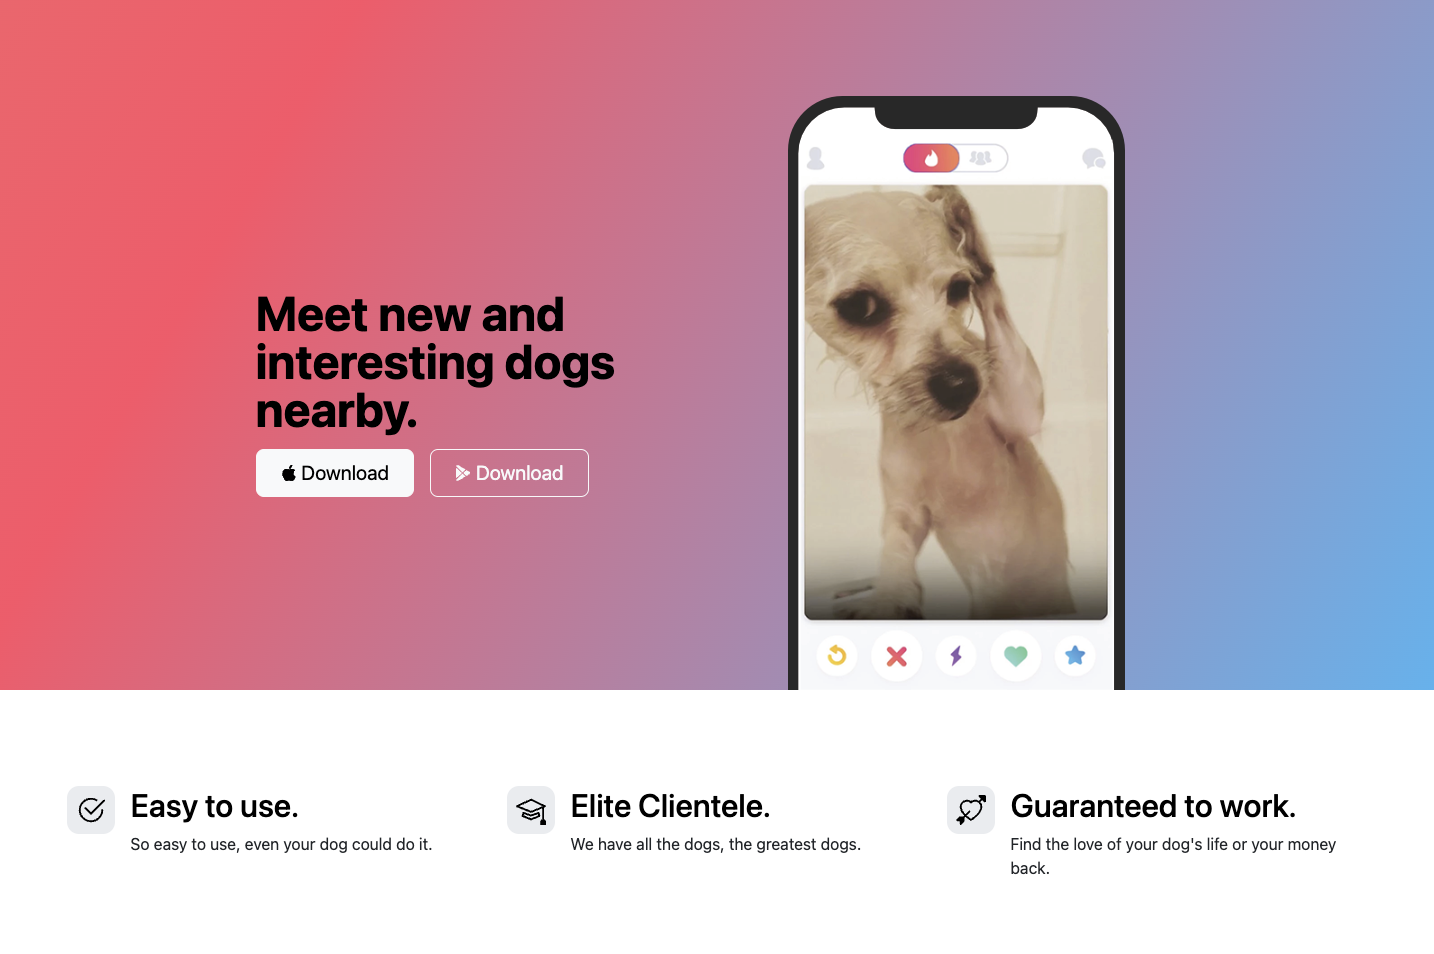 Meet new and
interesting dogs
nearby.
Download
Download
Easy to use.
So easy to use, even your dog could do it.
Elite Clientele.
We have all the dogs, the greatest dogs.
Guaranteed to work.
Find the love of your dog's life or your money
back.